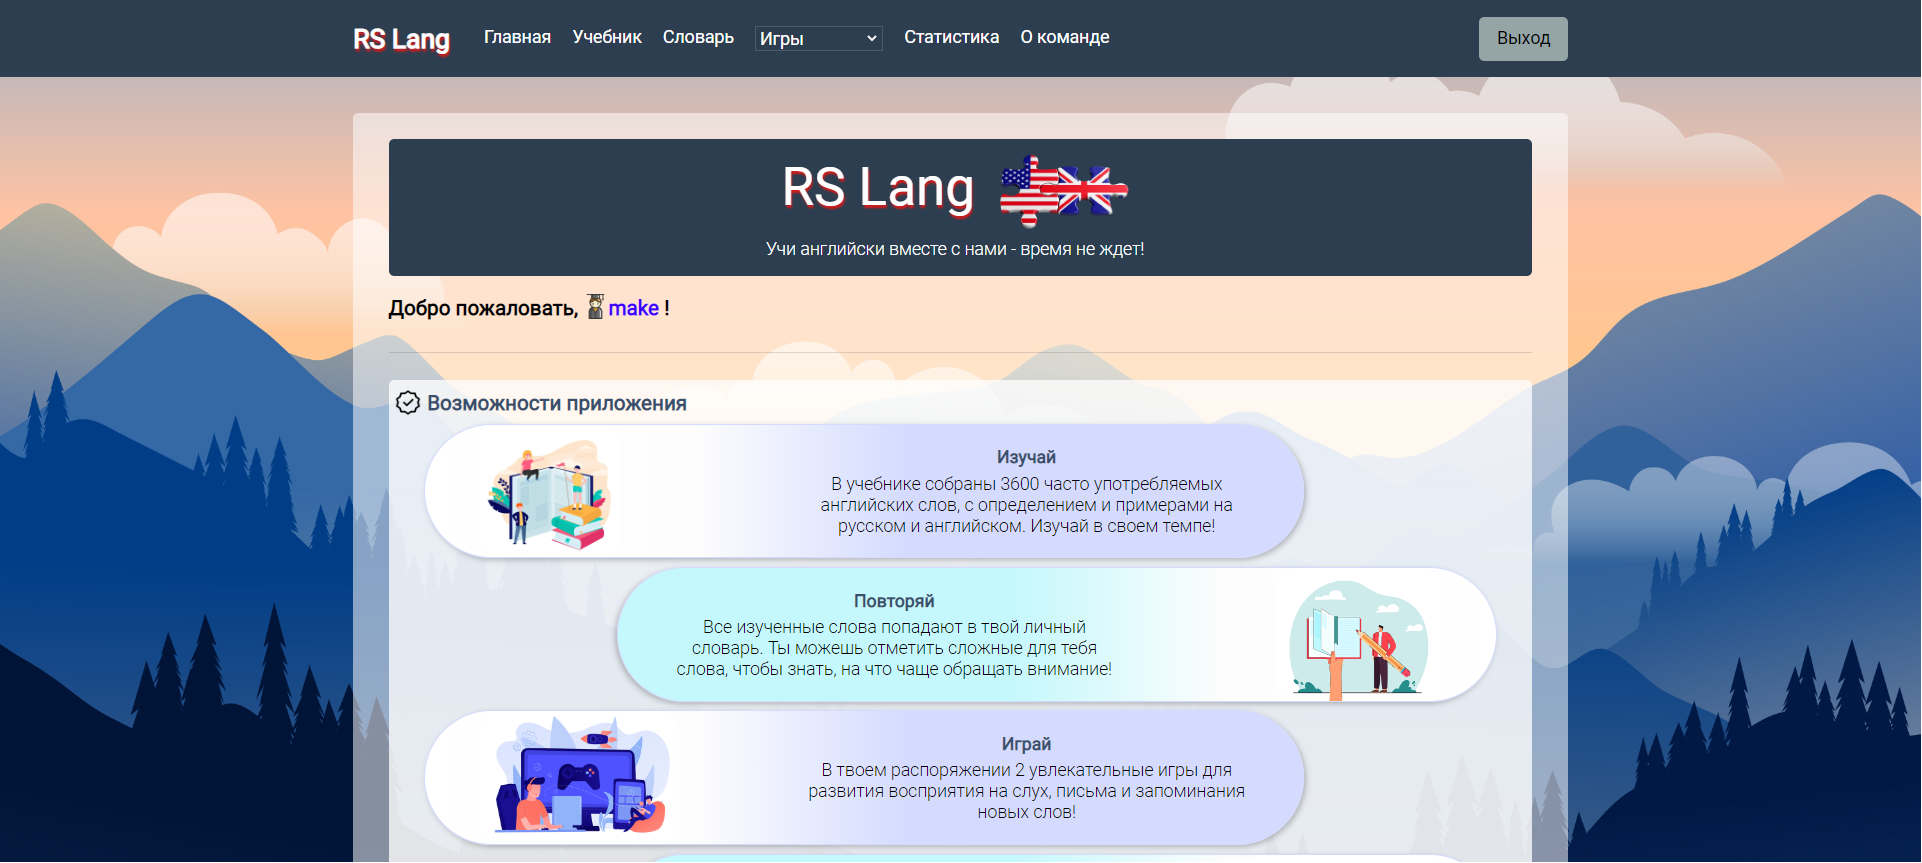 RS Lang
Главная Учебник Словарь Игры Статистика О команде
Выход
RS Lang
Учи английски вместе с нами - время не ждет!
Добро пожаловать, make !
Возможности приложения
Изучай
В учебнике собраны 3600 часто употребляемых
английских слов, с определением и примерами на
русском и английском. Изучай в своем темпе!
Повторяй
Все изученные слова попадают в твой личный
словарь. Ты можешь отметить сложные для тебя
слова, чтобы знать, на что чаще обращать внимание!
Играй
В твоем распоряжении 2 увлекательные игры для
развития восприятия на слух, письма и запоминания
новых слов!